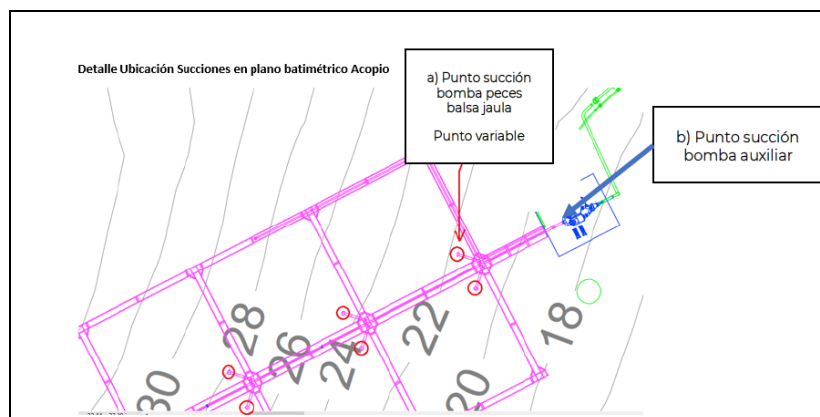 Detalle Ubicación Succiones en plano batimétrico Acopio
a) Punto succión
bomba peces
balsa jaula
Punto variable
b) Punto succión
bomba auxiliar
28
26
24
22
18
30
20